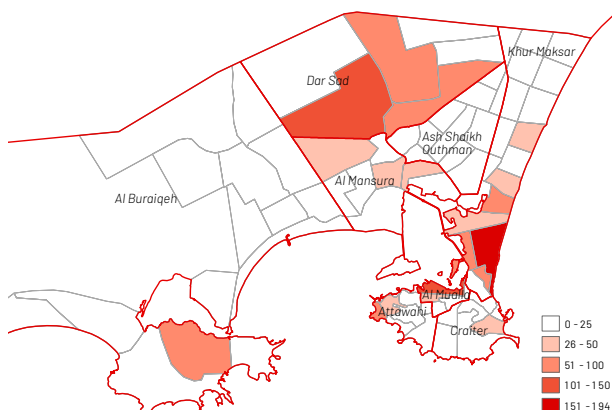 Khur Maksar
Dar Sad
Ash Shaikh
Outhman
Al Mansura
Al Buraiqeh
Al Mualla
Attawahi
Craiter
0 - 25
26 - 50
51 - 100
101 - 150
151 - 194